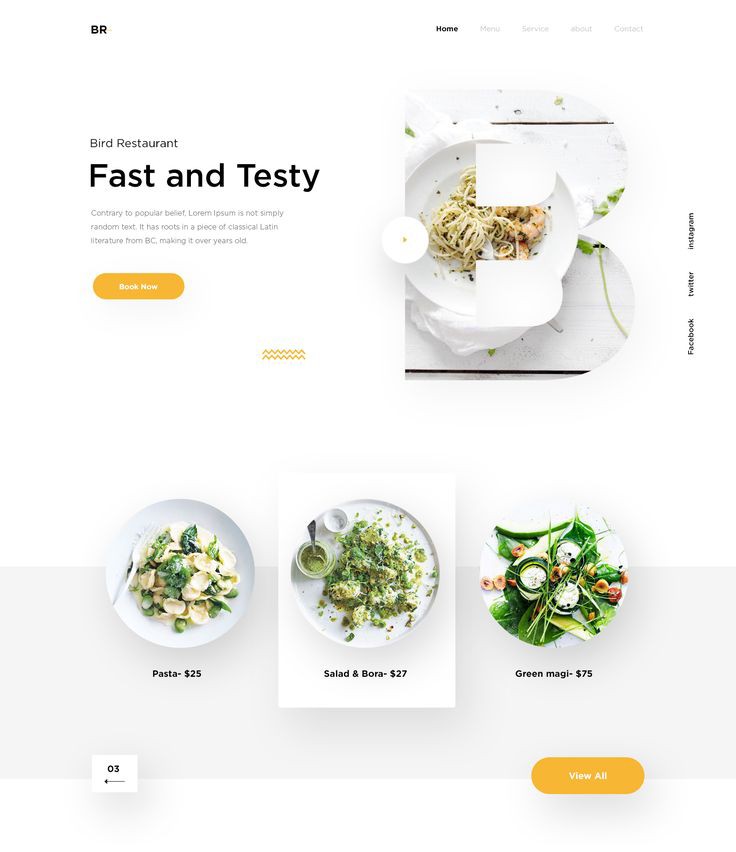 BR
Home
Menu
Service
about
Contact
Bird Restaurant
Fast and Testy
Contrary to popular belief, Lorem Ipsum is not simply
random text. It has roots in a piece of classical Latin
literature from BC, making it over years old.
Book Now
instagram
twitter
Facebook
Pasta- $25
Salad & Bora- $27
Green magi- $75
03
View All